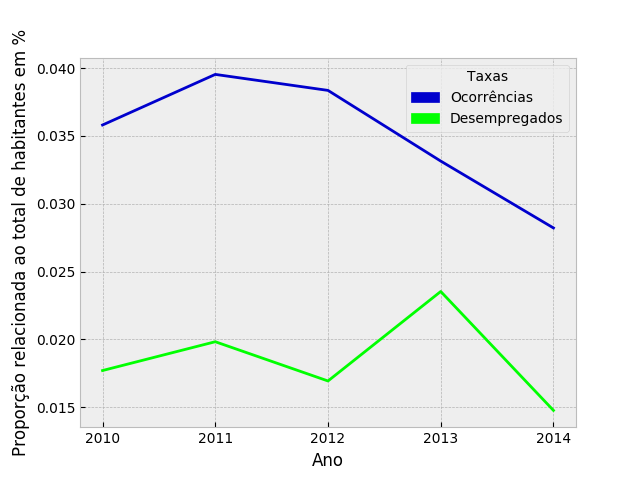 Proporção relacionada ao total de habitantes em %
0.040
0.035
0.030
0.025
0.020
0.015
Taxas
Ocorrências
Desempregados
2010 2011 2012 2013 2014
Ano